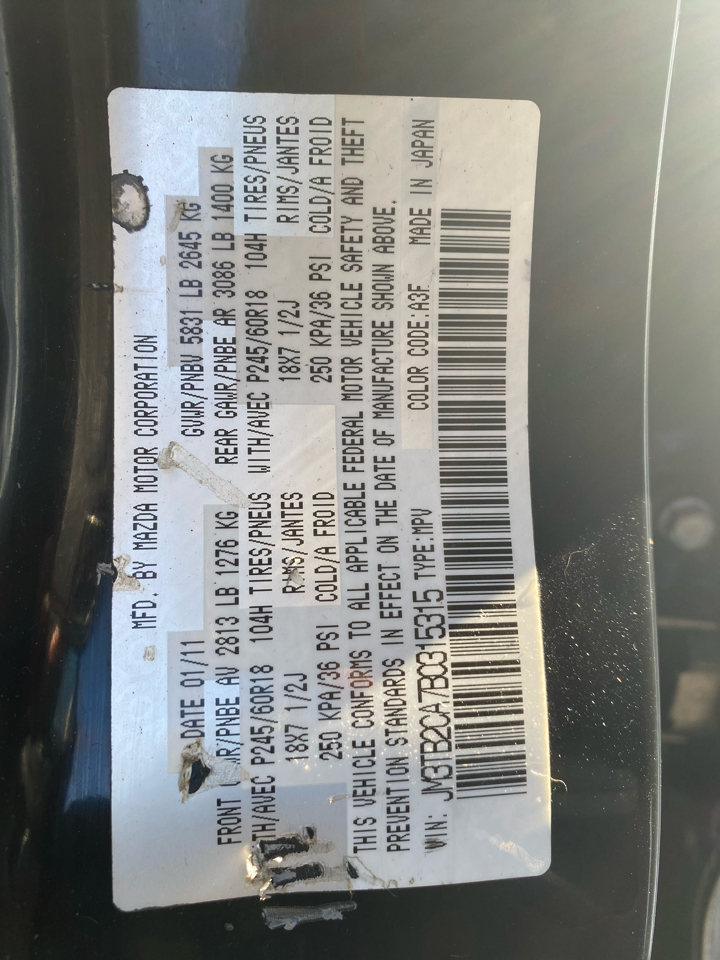 MFD. BY MAZDA MOTOR CORPORATION
DATE 01/11 GVWR/PNBV 5831 LB 2645 KG
FRONT GAWR/PNBE AV 2813 LB 1276 KG REAR GAWR/PNBE AR 3086 LB 1400 KG
TH/AVEC P245/60R18 104H TIRES/PNEUS WITH/AVEC P245/60R18 104H TIRES/PNEUS
18X7 1/2J RIMS/JANTES 18X7 1/2J RIMS/JANTES
250 KPA/36 PSI COLD/A FROID 250 KPA/36 PSI COLD/A FROID
THIS VEHICLE CONFORMS TO ALL APPLICABLE FEDERAL MOTOR VEHICLE SAFETY AND THEFT
PREVENTION STANDARDS IN EFFECT ON THE DATE OF MANUFACTURE SHOWN ABOVE.
VIN: JM3TB2CA7B0315315 TYPE:MPV COLOR CODE:A3F MADE IN JAPAN